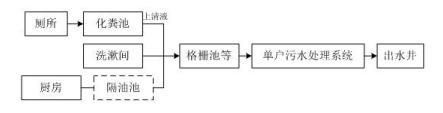 厕所
化粪池
上清液
洗漱间
格栅池等
单户污水处理系统
出水井
厨房
隔油池